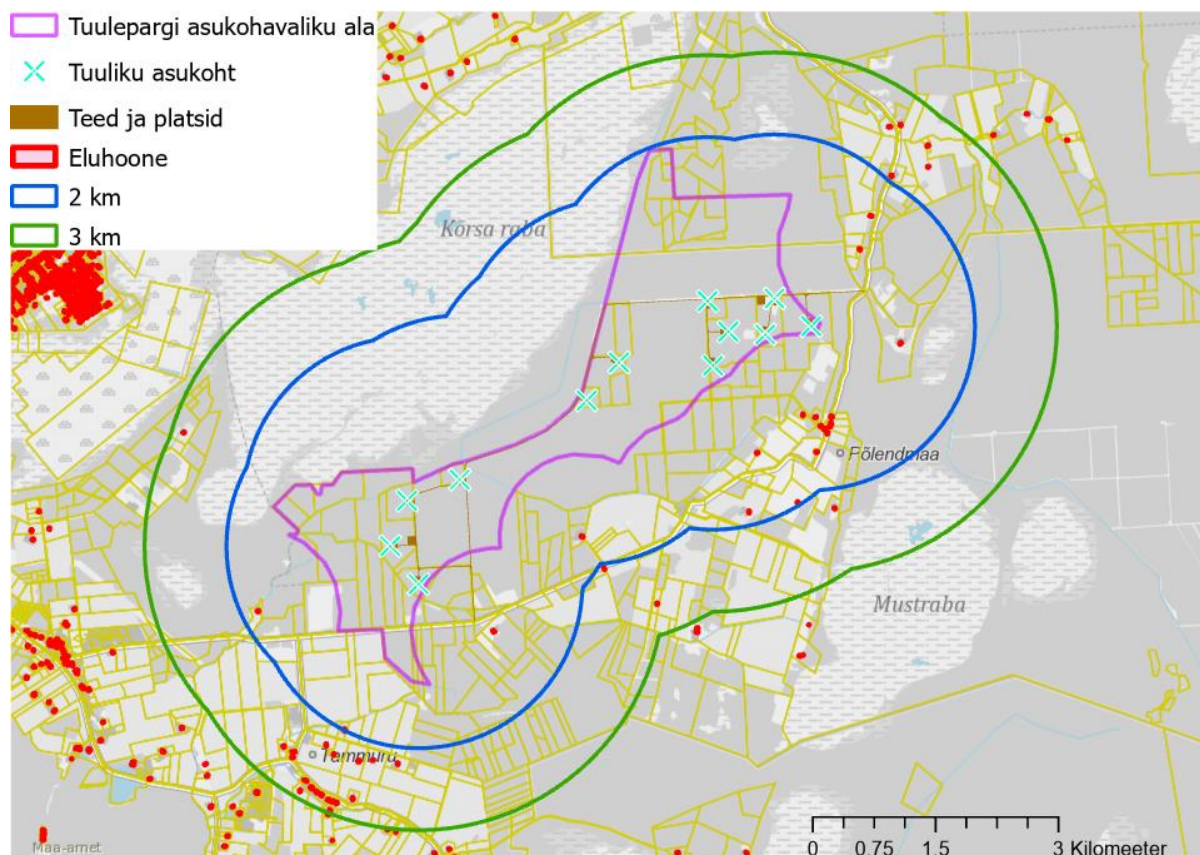 Tuulepargi asukohavaliku ala
Tuuliku asukoht
Teed ja platsid
Eluhoone
2 km
3 km
Kõrsa raba
Põlendmaa
Mustraba
Tammuru
Maa-amet
0 0.75 1.5 3 Kilomeeter